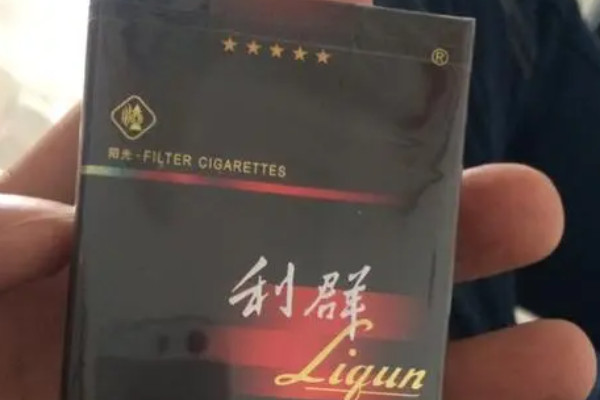 ®
阳光-FILTER CIGARETTES
利群
Liqun